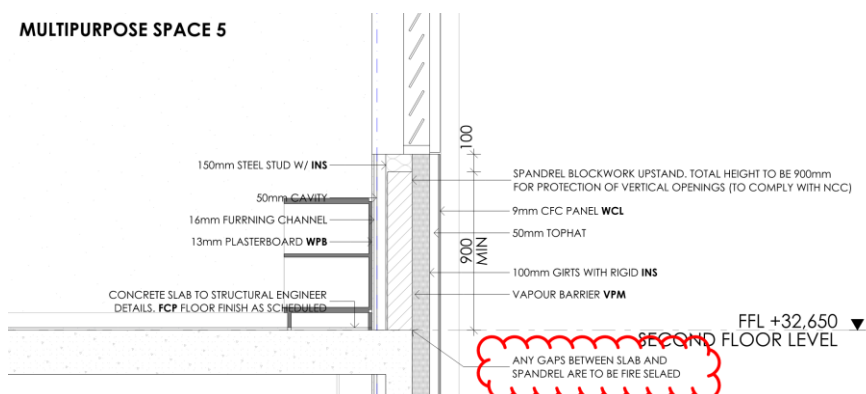 MULTIPURPOSE SPACE 5
100
150mm STEEL STUD W/ INS
50mm CAVITY
16mm FURRNING CHANNEL
13mm PLASTERBOARD WPB
CONCRETE SLAB TO STRUCTURAL ENGINEER
DETAILS. FCP FLOOR FINISH AS SCHEDULED
SPANDREL BLOCKWORK UPSTAND. TOTAL HEIGHT TO BE 900mm
FOR PROTECTION OF VERTICAL OPENINGS (TO COMPLY WITH NCC)
9mm CFC PANEL WCL
50mm TOPHAT
900
MIN
100mm GIRTS WITH RIGID INS
VAPOUR BARRIER VPM
FFL +32,650
SECOND FLOOR LEVEL
ANY GAPS BETWEEN SLAB AND
SPANDREL ARE TO BE FIRE SELAED